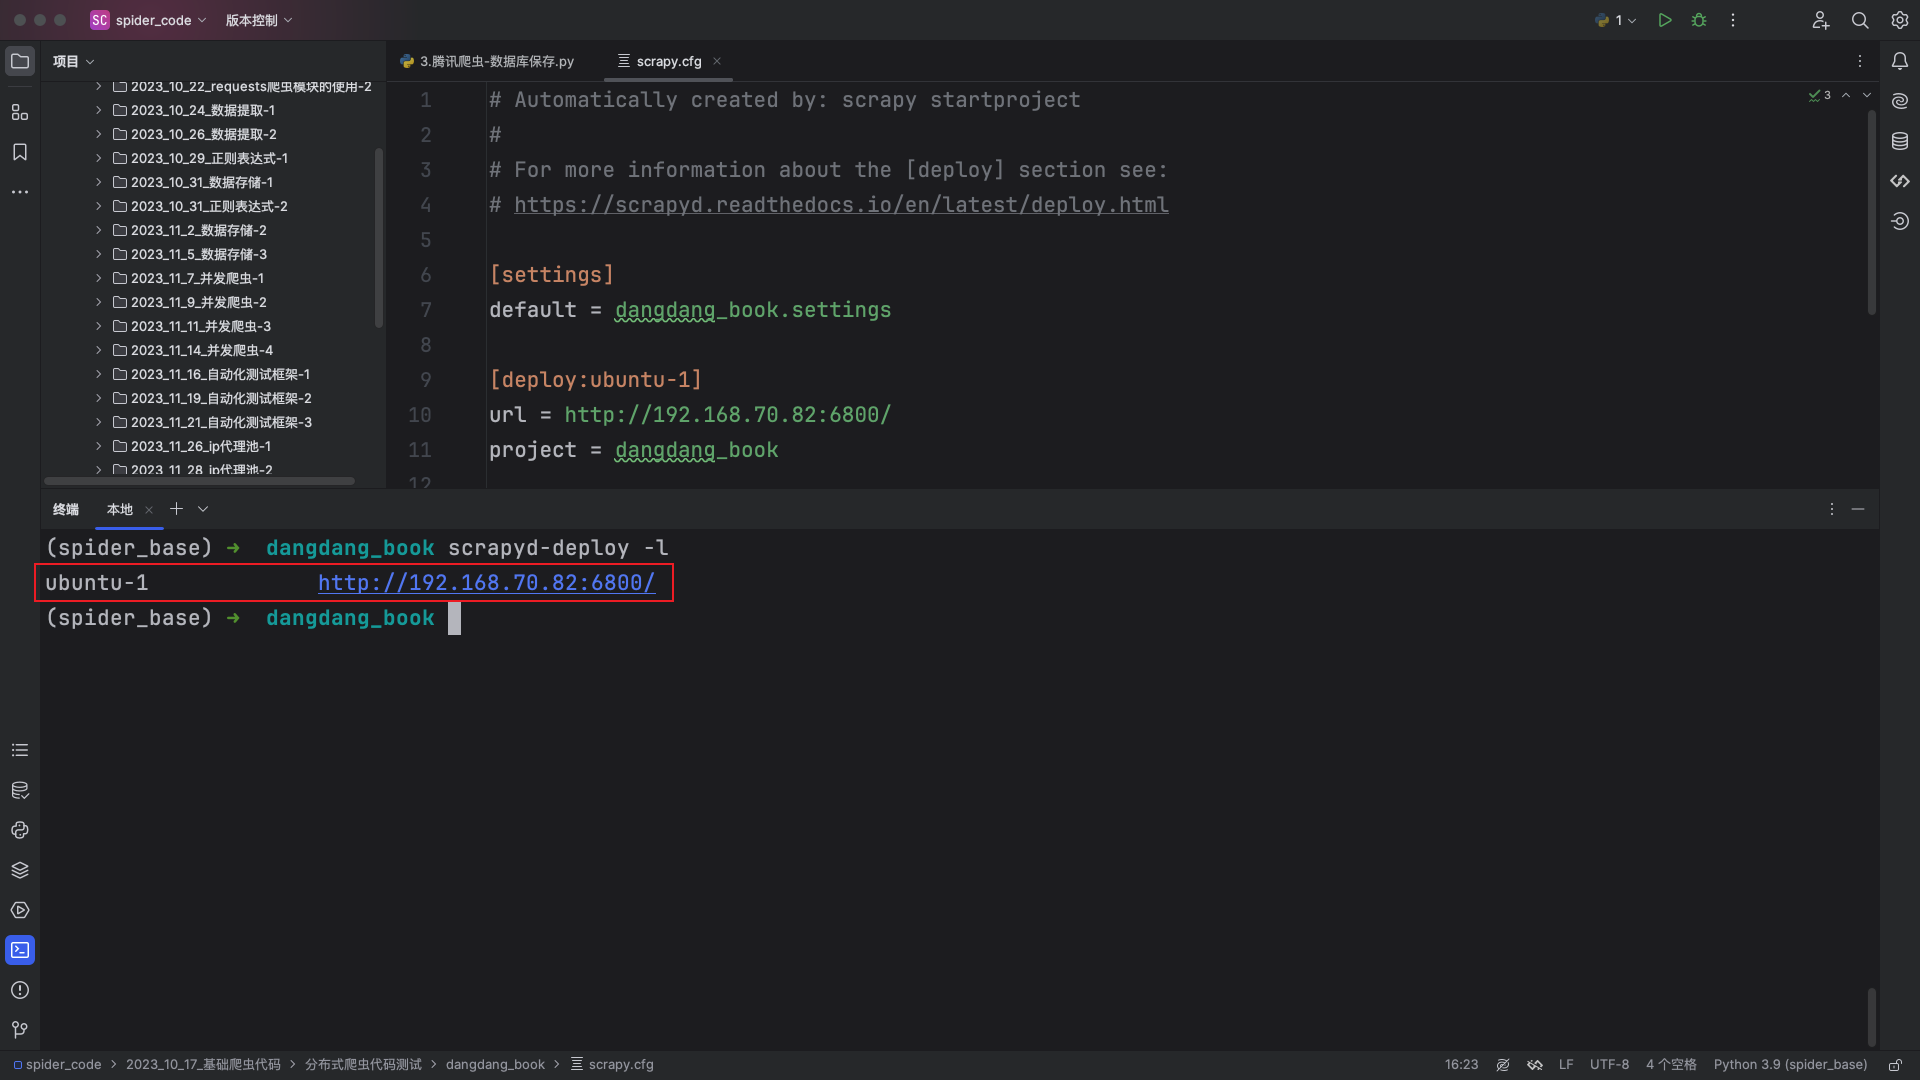 SC spider_code 版本控制 1
项目
2023_10_22_requests爬虫模块的使用-2
2023_10_24_数据提取-1
2023_10_26_数据提取-2
2023_10_29_正则表达式-1
2023_10_31_数据存储-1
2023_10_31_正则表达式-2
2023_11_2_数据存储-2
2023_11_5_数据存储-3
2023_11_7_并发爬虫-1
2023_11_9_并发爬虫-2
2023_11_11_并发爬虫-3
2023_11_14_并发爬虫-4
2023_11_16_自动化测试框架-1
2023_11_19_自动化测试框架-2
2023_11_21_自动化测试框架-3
2023_11_26_ip代理池-1
2023_11_28_ip代理池-2
3.腾讯爬虫-数据库保存.py scrapy.cfg
3
1 # Automatically created by: scrapy startproject
2 #
3 # For more information about the [deploy] section see:
4 # https://scrapyd.readthedocs.io/en/latest/deploy.html
5
6 [settings]
7 default = dangdang_book.settings
8
9 [deploy:ubuntu-1]
10 url = http://192.168.70.82:6800/
11 project = dangdang_book
12
终端 本地
(spider_base) ➜ dangdang_book scrapyd-deploy -l
ubuntu-1 http://192.168.70.82:6800/
(spider_base) ➜ dangdang_book
spider_code > 2023_10_17_基础爬虫代码 > 分布式爬虫代码测试 > dangdang_book > scrapy.cfg
16:23 LF UTF-8 4 个空格 Python 3.9 (spider_base)